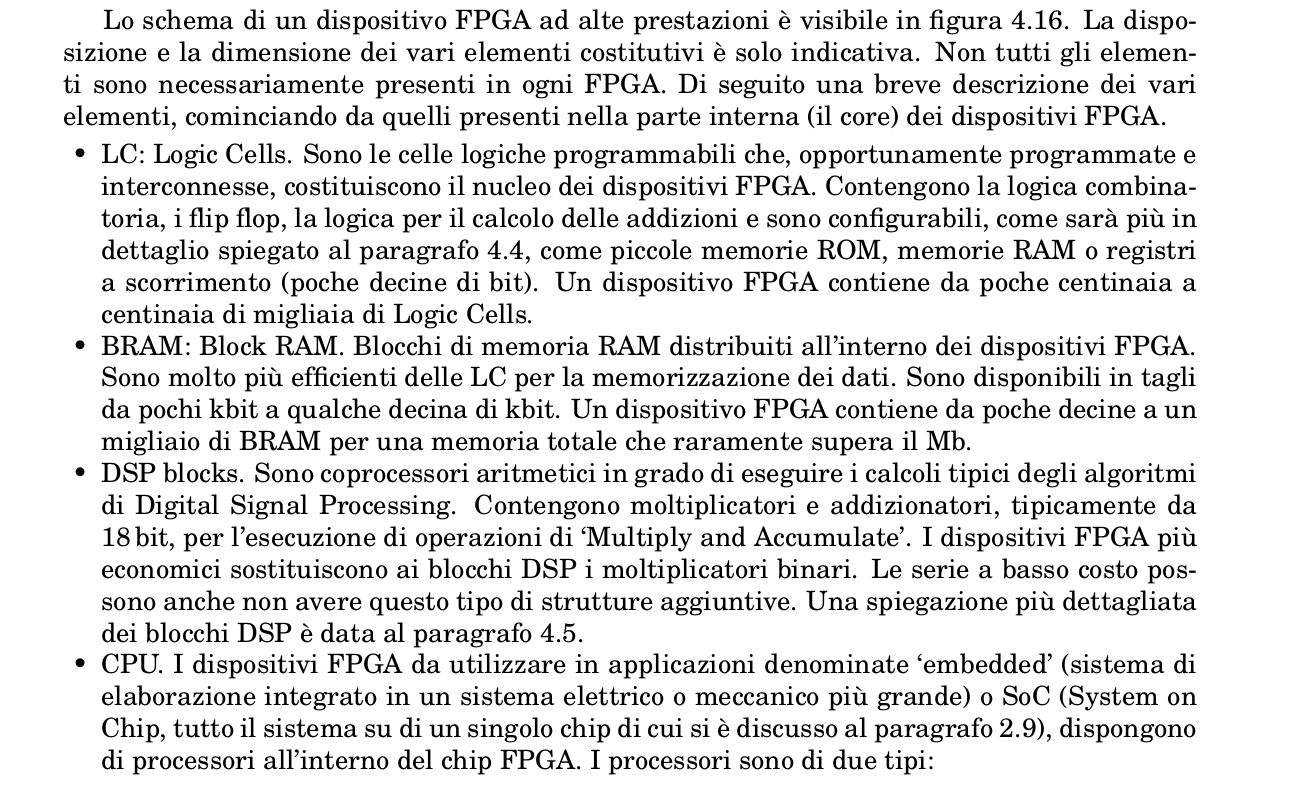 Lo schema di un dispositivo FPGA ad alte prestazioni è visibile in figura 4.16. La dispo-
sizione e la dimensione dei vari elementi costitutivi è solo indicativa. Non tutti gli elemen-
ti sono necessariamente presenti in ogni FPGA. Di seguito una breve descrizione dei vari
elementi, cominciando da quelli presenti nella parte interna (il core) dei dispositivi FPGA.
• LC: Logic Cells. Sono le celle logiche programmabili che, opportunamente programmate e
interconnesse, costituiscono il nucleo dei dispositivi FPGA. Contengono la logica combina-
toria, i flip flop, la logica per il calcolo delle addizioni e sono configurabili, come sarà più in
dettaglio spiegato al paragrafo 4.4, come piccole memorie ROM, memorie RAM o registri
a scorrimento (poche decine di bit). Un dispositivo FPGA contiene da poche centinaia a
centinaia di migliaia di Logic Cells.
• BRAM: Block RAM. Blocchi di memoria RAM distribuiti all'interno dei dispositivi FPGA.
Sono molto più efficienti delle LC per la memorizzazione dei dati. Sono disponibili in tagli
da pochi kbit a qualche decina di kbit. Un dispositivo FPGA contiene da poche decine a un
migliaio di BRAM per una memoria totale che raramente supera il Mb.
• DSP blocks. Sono coprocessori aritmetici in grado di eseguire i calcoli tipici degli algoritmi
di Digital Signal Processing. Contengono moltiplicatori e addizionatori, tipicamente da
18 bit, per l'esecuzione di operazioni di ‘Multiply and Accumulate’. I dispositivi FPGA più
economici sostituiscono ai blocchi DSP i moltiplicatori binari. Le serie a basso costo pos-
sono anche non avere questo tipo di strutture aggiuntive. Una spiegazione più dettagliata
dei blocchi DSP è data al paragrafo 4.5.
• CPU. I dispositivi FPGA da utilizzare in applicazioni denominate ‘embedded’ (sistema di
elaborazione integrato in un sistema elettrico o meccanico più grande) o SoC (System on
Chip, tutto il sistema su di un singolo chip di cui si è discusso al paragrafo 2.9), dispongono
di processori all'interno del chip FPGA. I processori sono di due tipi: